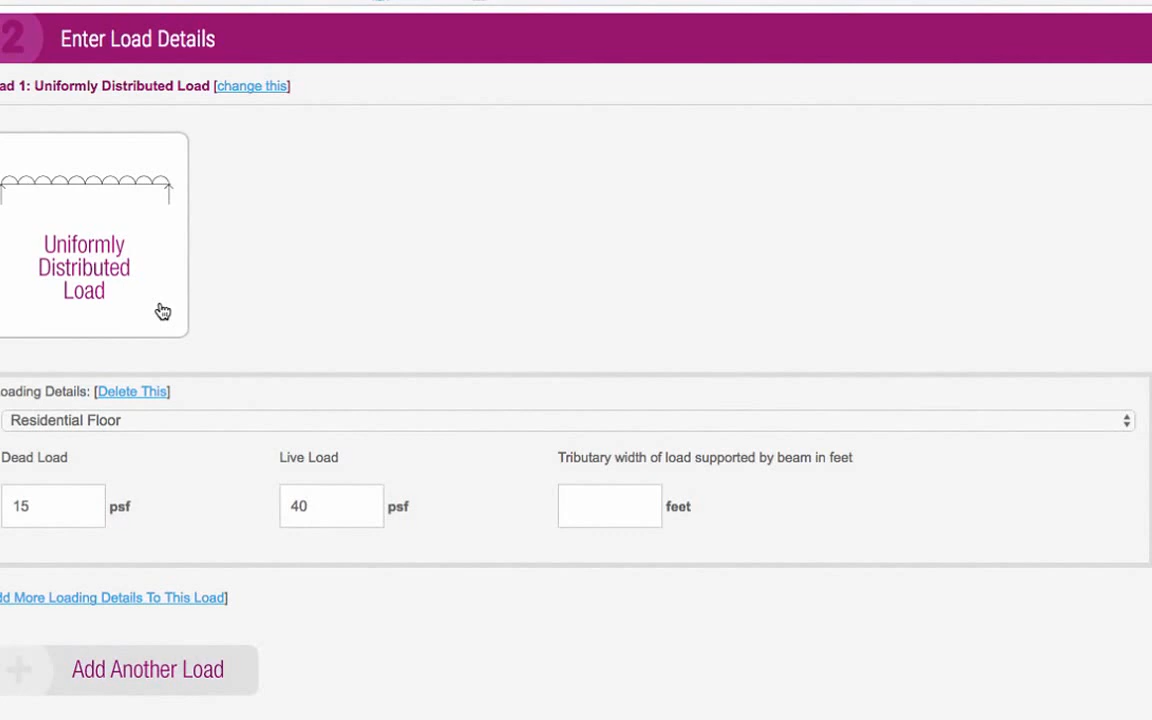 2 Enter Load Details
ad 1: Uniformly Distributed Load [change this]
Uniformly
Distributed
Load
oading Details: [Delete This]
Residential Floor
Dead Load Live Load Tributary width of load supported by beam in feet
15 psf 40 psf feet
dd More Loading Details To This Load]
+ Add Another Load